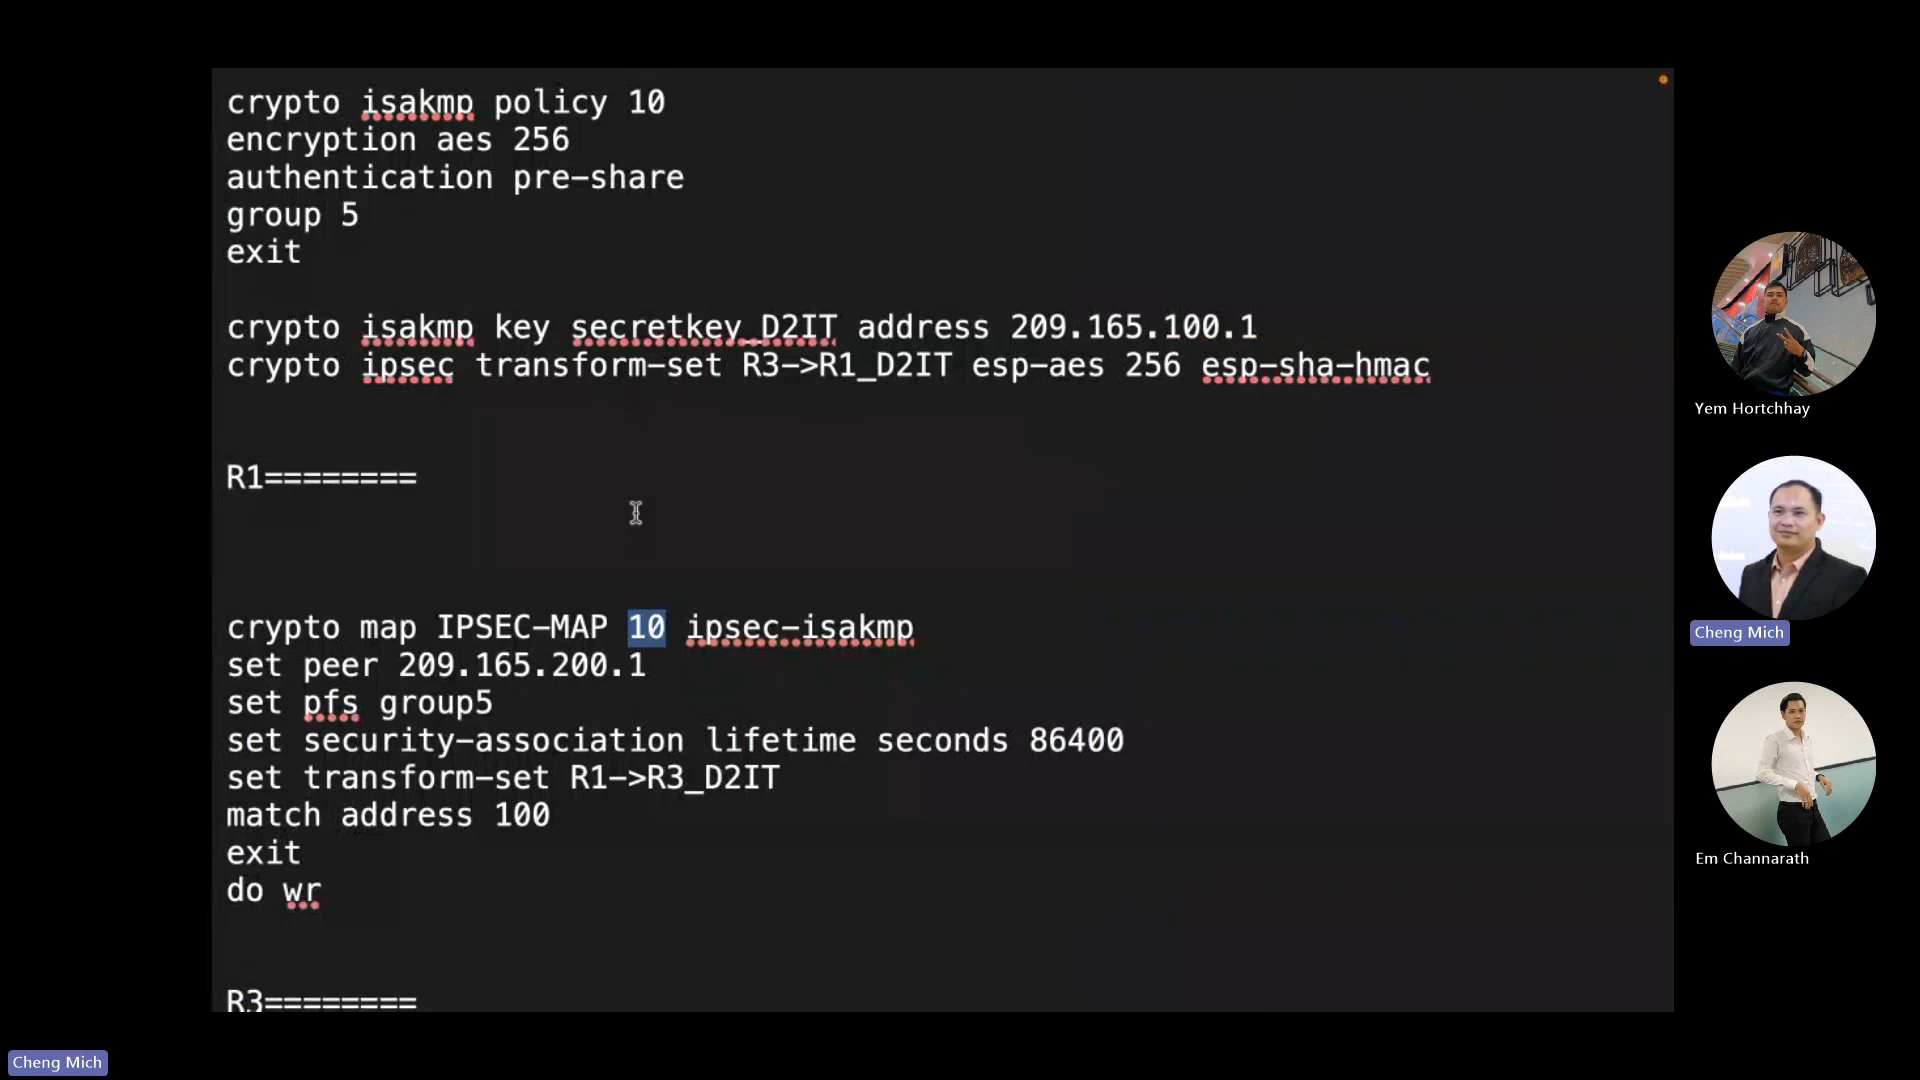 crypto isakmp policy 10
encryption aes 256
authentication pre-share
group 5
exit
crypto isakmp key secretkey_D2IT address 209.165.100.1
crypto ipsec transform-set R3->R1_D2IT esp-aes 256 esp-sha-hmac
R1========
crypto map IPSEC-MAP 10 ipsec-isakmp
set peer 209.165.200.1
set pfs group5
set security-association lifetime seconds 86400
set transform-set R1->R3_D2IT
match address 100
exit
do wr
R3========
Yem Hortchhay
Cheng Mich
Em Channarath
Cheng Mich